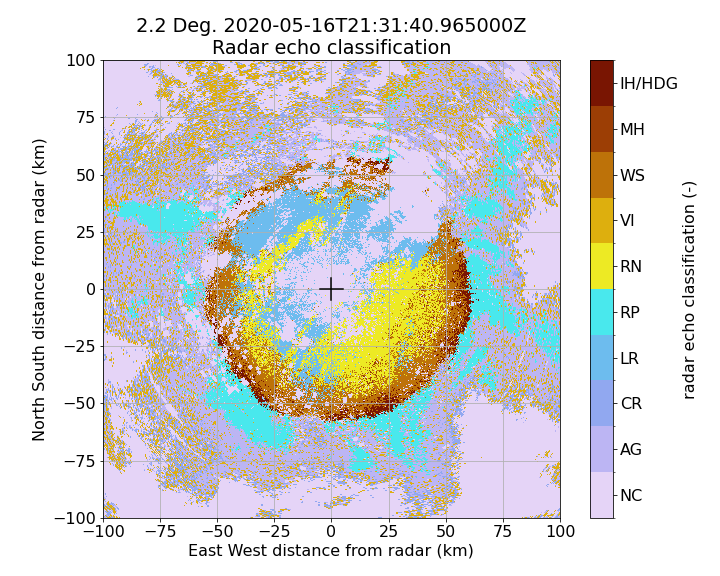 2.2 Deg. 2020-05-16T21:31:40.965000Z
Radar echo classification
100
75
50
25
0
−25
−50
−75
−100
−100
−75
−50
−25
0
25
50
75
100
East West distance from radar (km)
North South distance from radar (km)
IH/HDG
MH
WS
VI
RN
RP
LR
CR
AG
NC
radar echo classification (-)